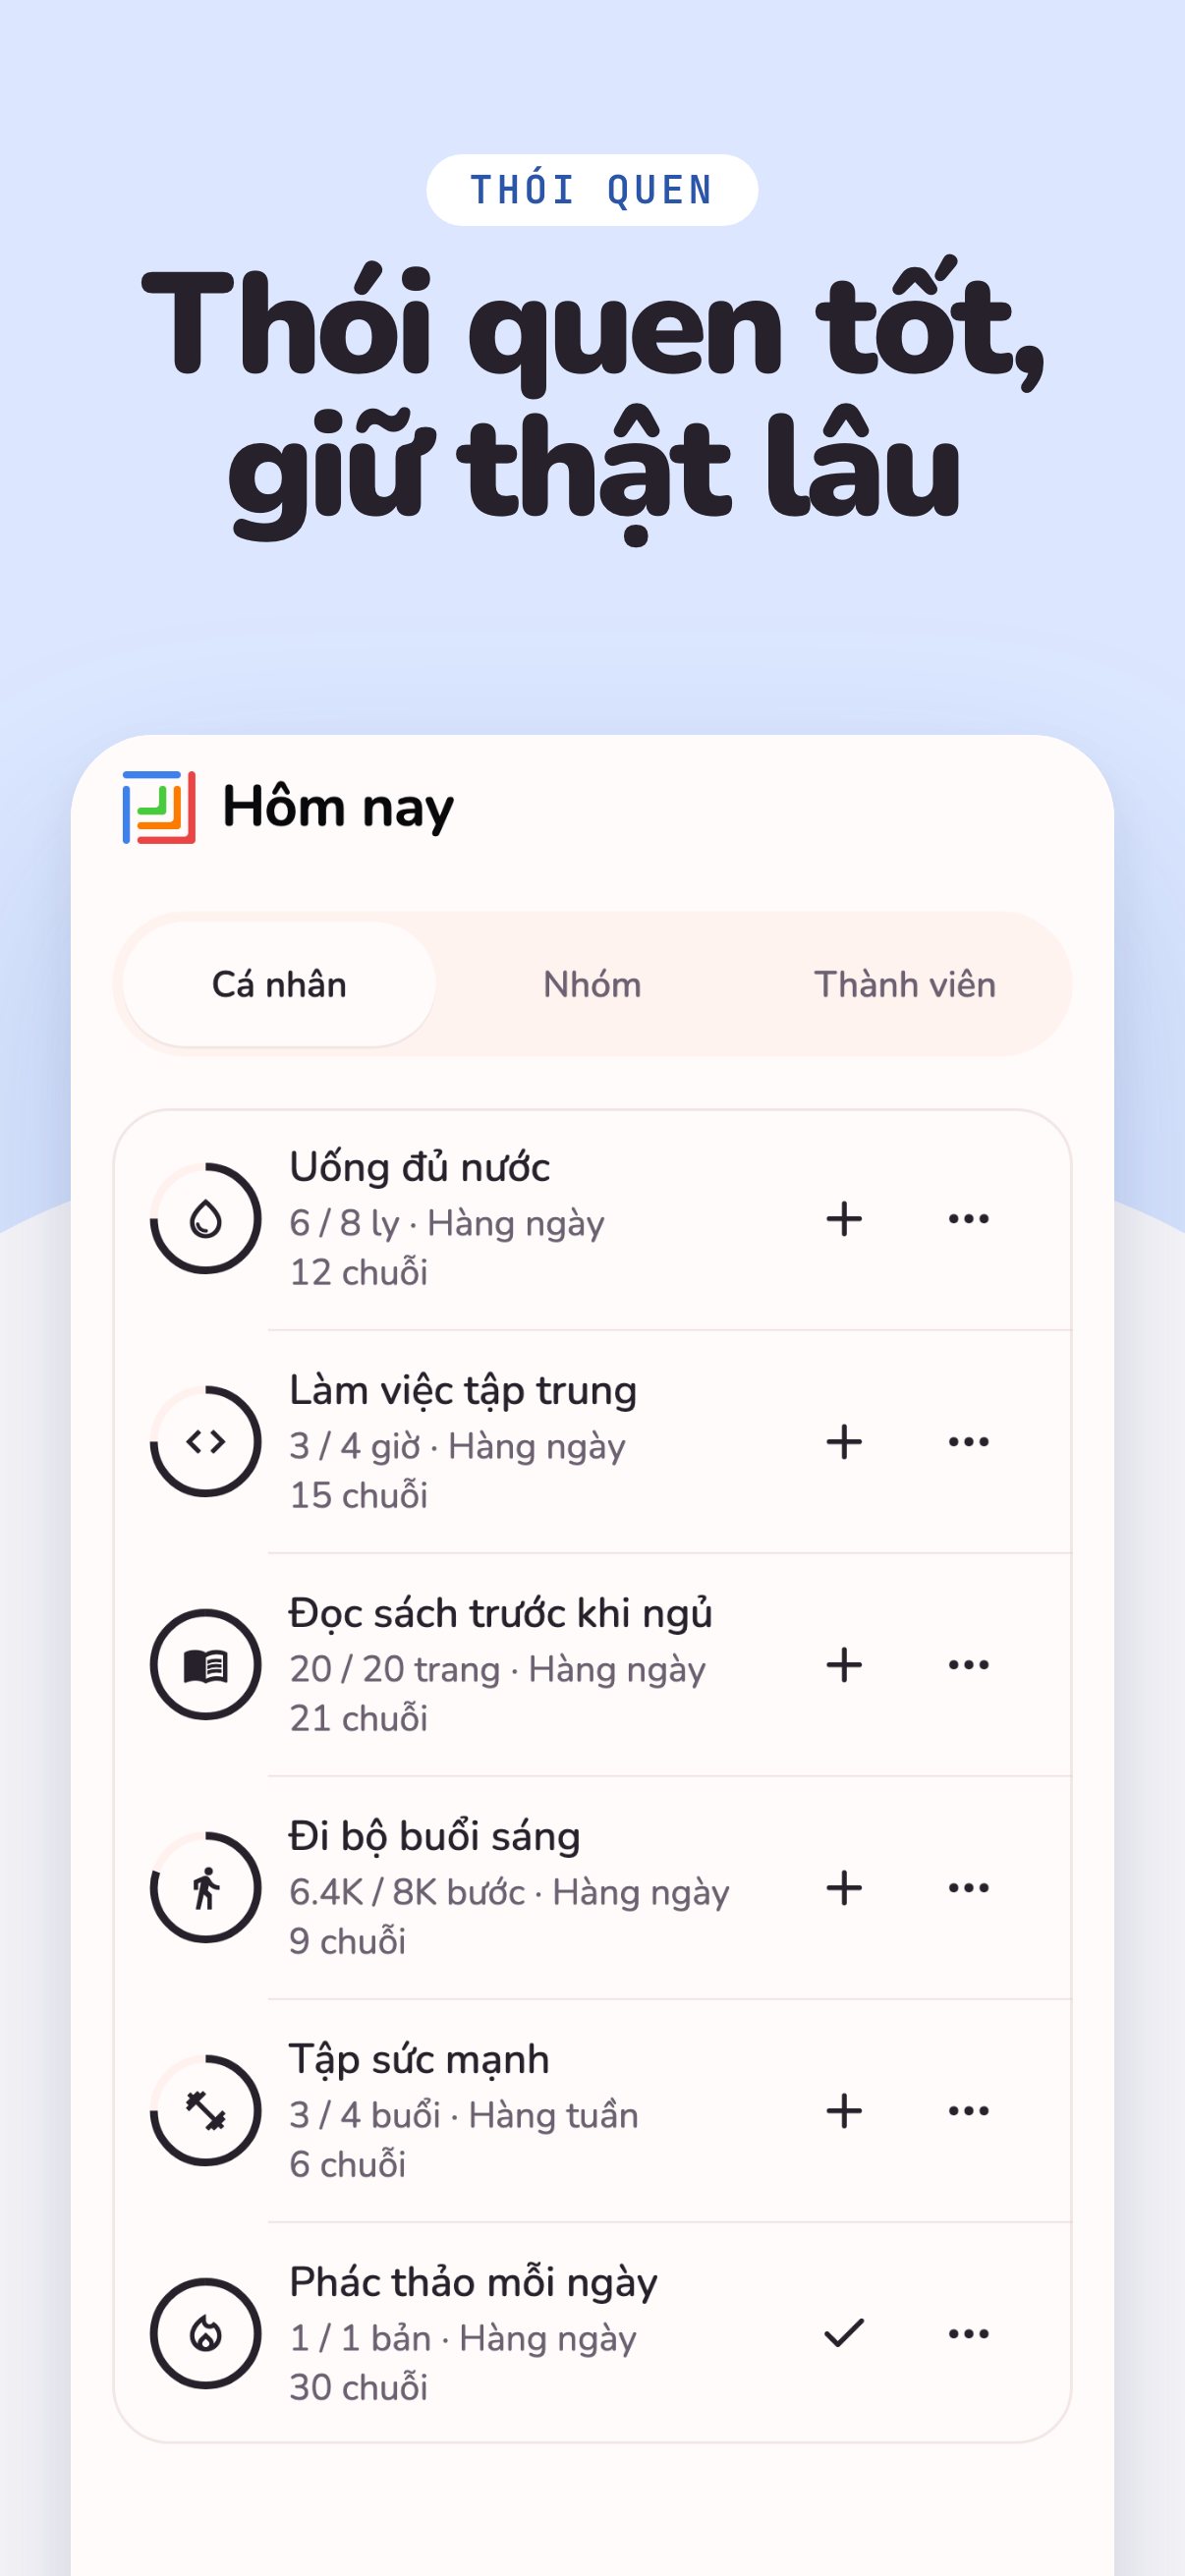 THÓI QUEN
Thói quen tốt,
giữ thật lâu
Hôm nay
Cá nhân
Nhóm
Thành viên
Uống đủ nước
6 / 8 ly · Hàng ngày
12 chuỗi
Làm việc tập trung
3 / 4 giờ · Hàng ngày
15 chuỗi
Đọc sách trước khi ngủ
20 / 20 trang · Hàng ngày
21 chuỗi
Đi bộ buổi sáng
6.4K / 8K bước · Hàng ngày
9 chuỗi
Tập sức mạnh
3 / 4 buổi · Hàng tuần
6 chuỗi
Phác thảo mỗi ngày
1 / 1 bản · Hàng ngày
30 chuỗi